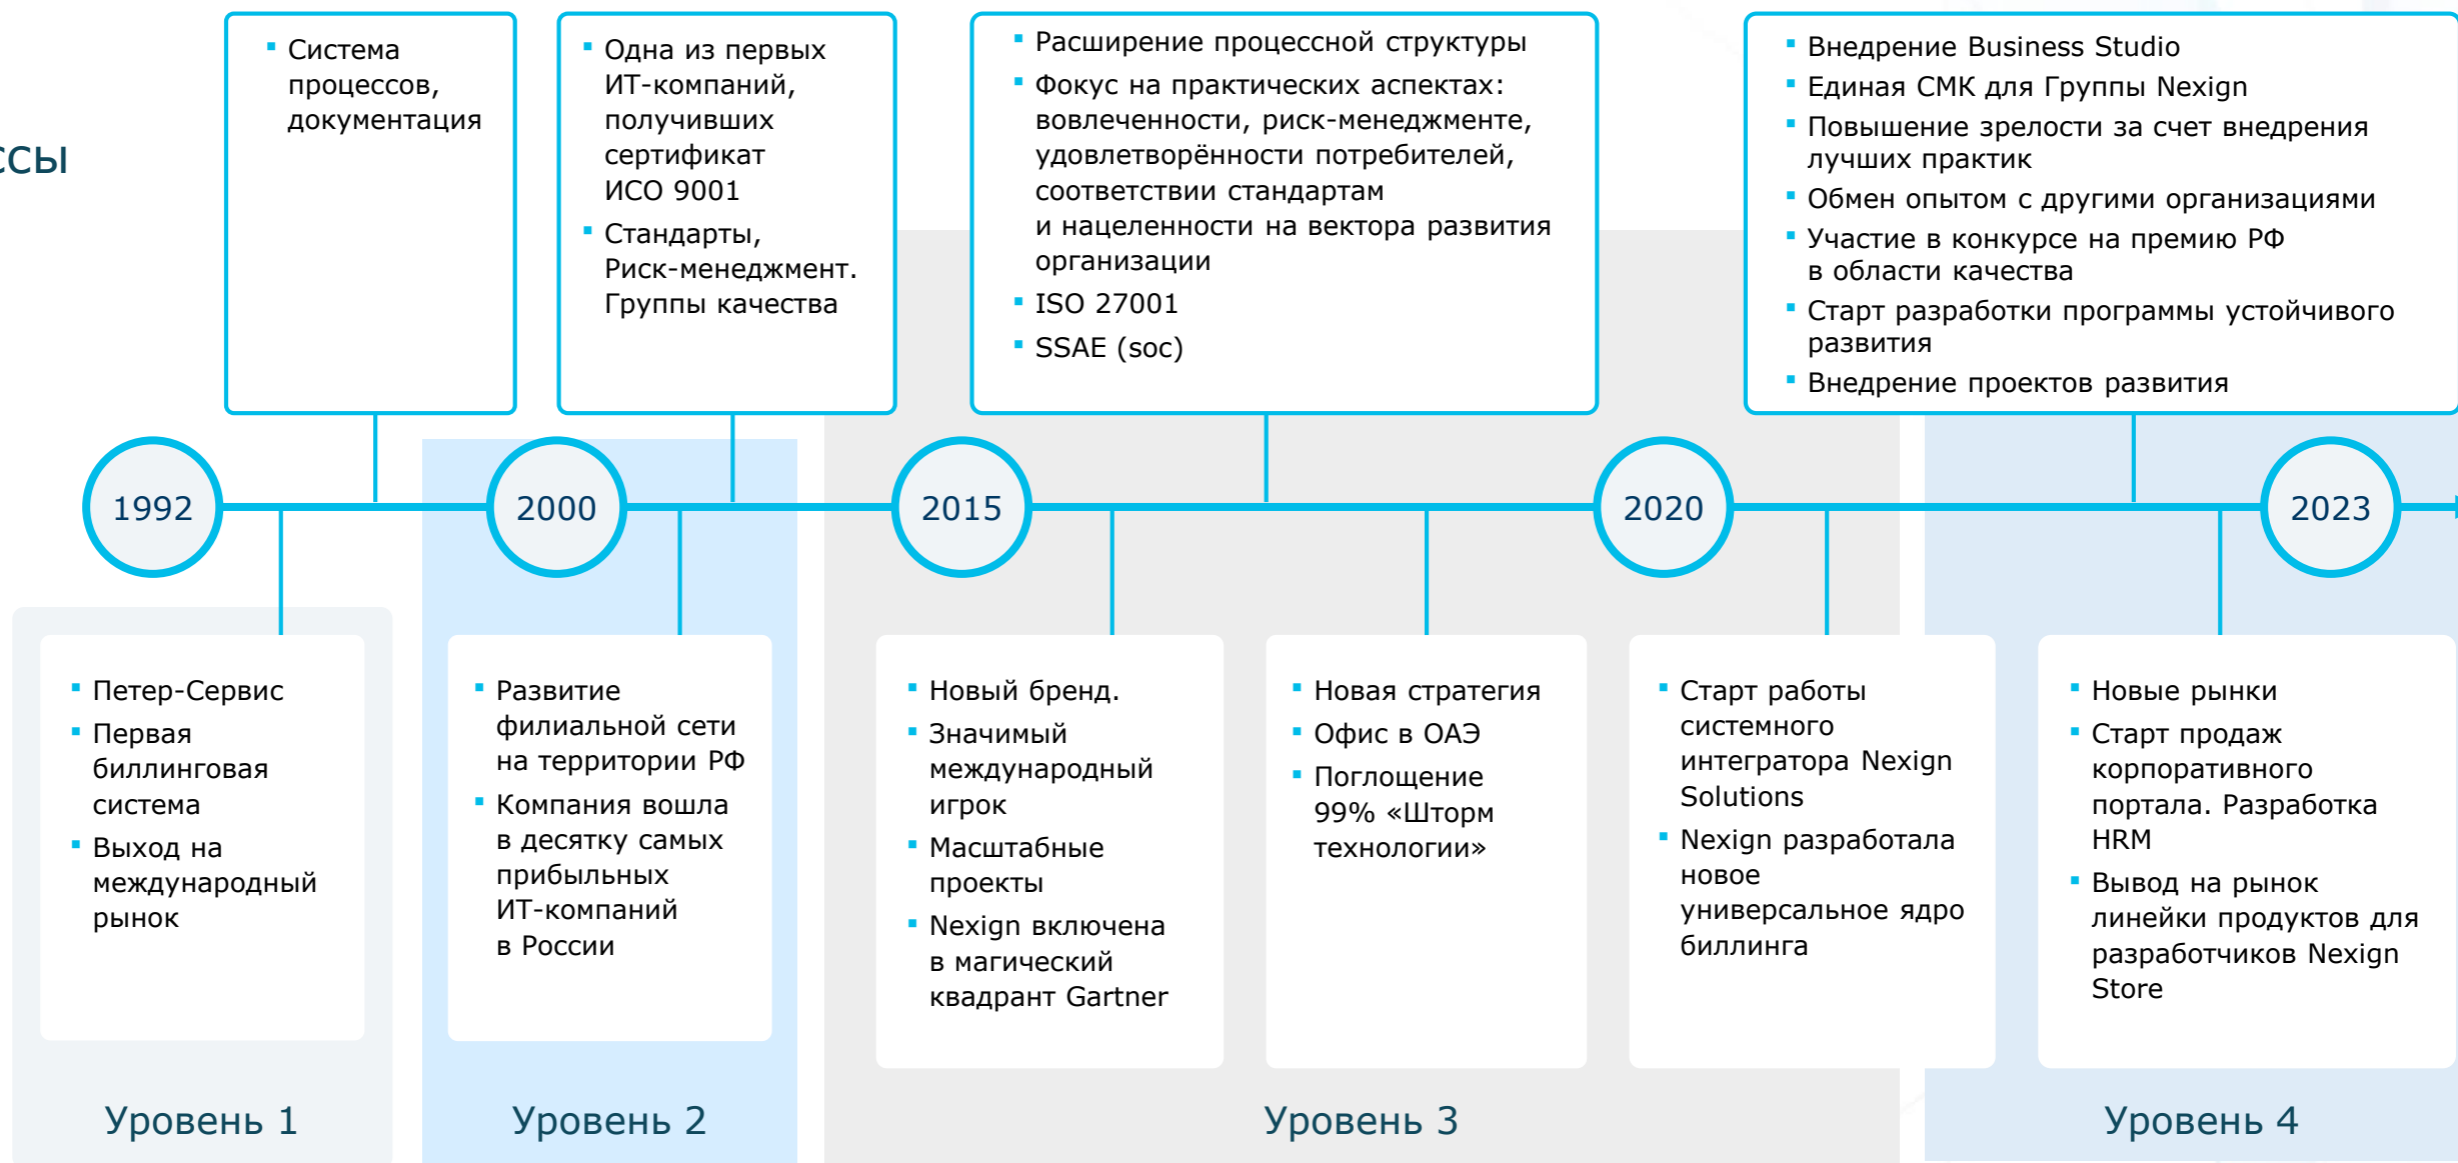 ссы
Система
процессов,
документация
Одна из первых
ИТ-компаний,
получивших
сертификат
ИСО 9001
Стандарты,
Риск-менеджмент.
Группы качества
Расширение процессной структуры
Фокус на практических аспектах:
вовлеченности, риск-менеджменте,
удовлетворённости потребителей,
соответствии стандартам
и нацеленности на вектора развития
организации
ISO 27001
SSAE (soc)
Внедрение Business Studio
Единая СМК для Группы Nexign
Повышение зрелости за счет внедрения
лучших практик
Обмен опытом с другими организациями
Участие в конкурсе на премию РФ
в области качества
Старт разработки программы устойчивого
развития
Внедрение проектов развития
1992
2000
2015
2020
2023
Петер-Сервис
Первая
биллинговая
система
Выход на
международный
рынок
Развитие
филиальной сети
на территории РФ
Компания вошла
в десятку самых
прибыльных
ИТ-компаний
в России
Новый бренд.
Значимый
международный
игрок
Масштабные
проекты
Nexign включена
в магический
квадрант Gartner
Новая стратегия
Офис в ОАЭ
Поглощение
99% «Шторм
технологии»
Старт работы
системного
интегратора Nexign
Solutions
Nexign разработала
новое
универсальное ядро
биллинга
Новые рынки
Старт продаж
корпоративного
портала. Разработка
HRM
Вывод на рынок
линейки продуктов для
разработчиков Nexign
Store
Уровень 1
Уровень 2
Уровень 3
Уровень 4